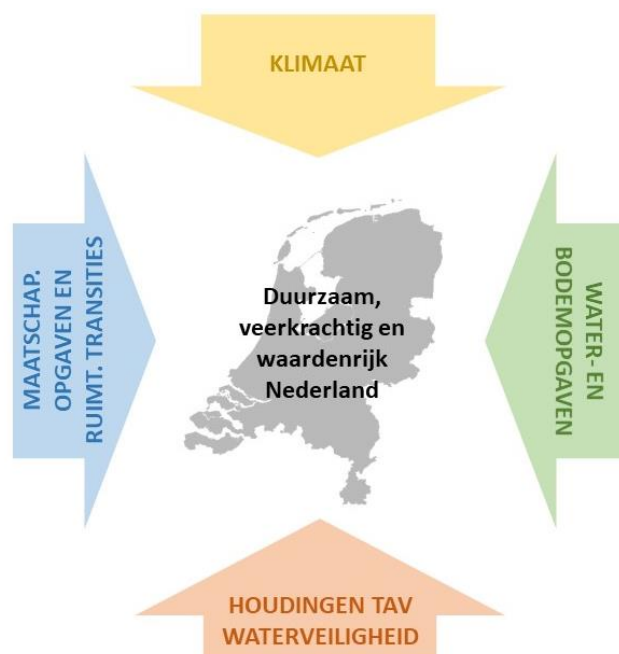 KLIMAAT
MAATSCHAP.
OPGAVEN EN
RUIMT. TRANSITIES
Duurzaam,
veerkrachtig en
waardenrijk
Nederland
WATER- EN
BODEMOPGAVEN
HOUDINGEN TAV
WATERVEILIGHEID